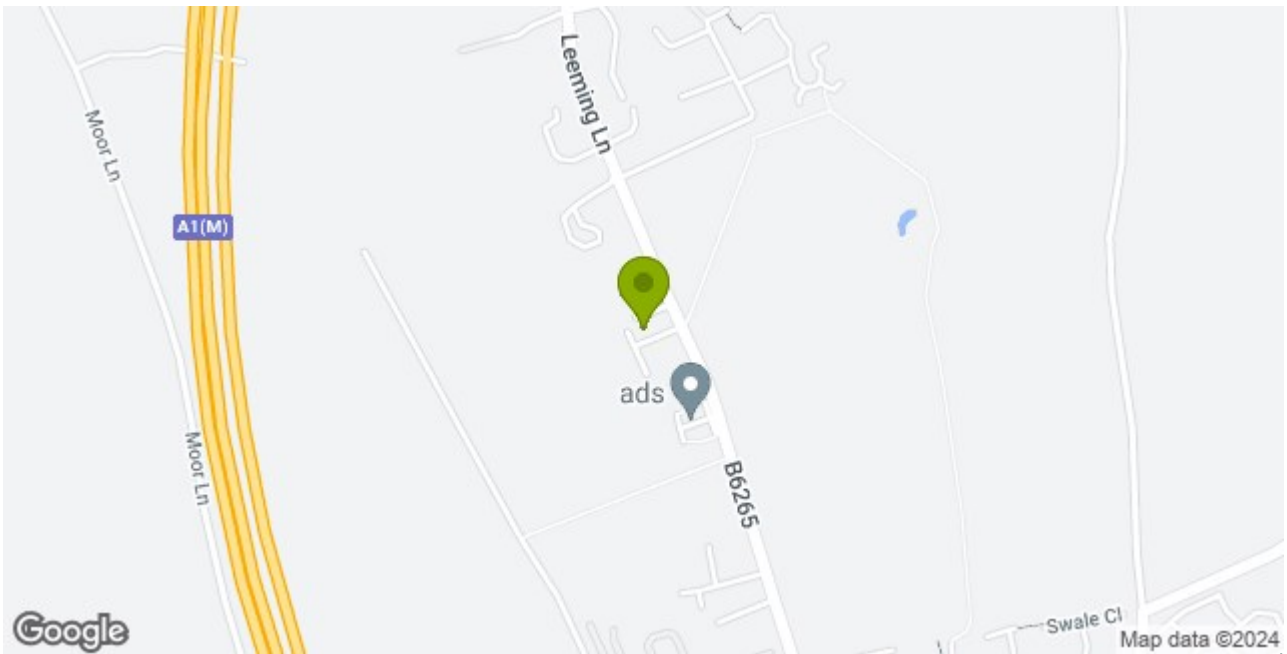 Leeming Ln
Moor Ln
A1(M)
ads
Moor Ln
B6265
Swale Cl
Google
Map data ©2024